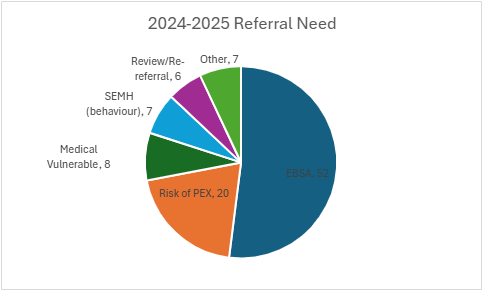 2024-2025 Referral Need
Other, 7
Review/Re-
referral, 6
SEMH
(behaviour), 7
Medical
Vulnerable, 8
EBSA, 52
Risk of PEX, 20